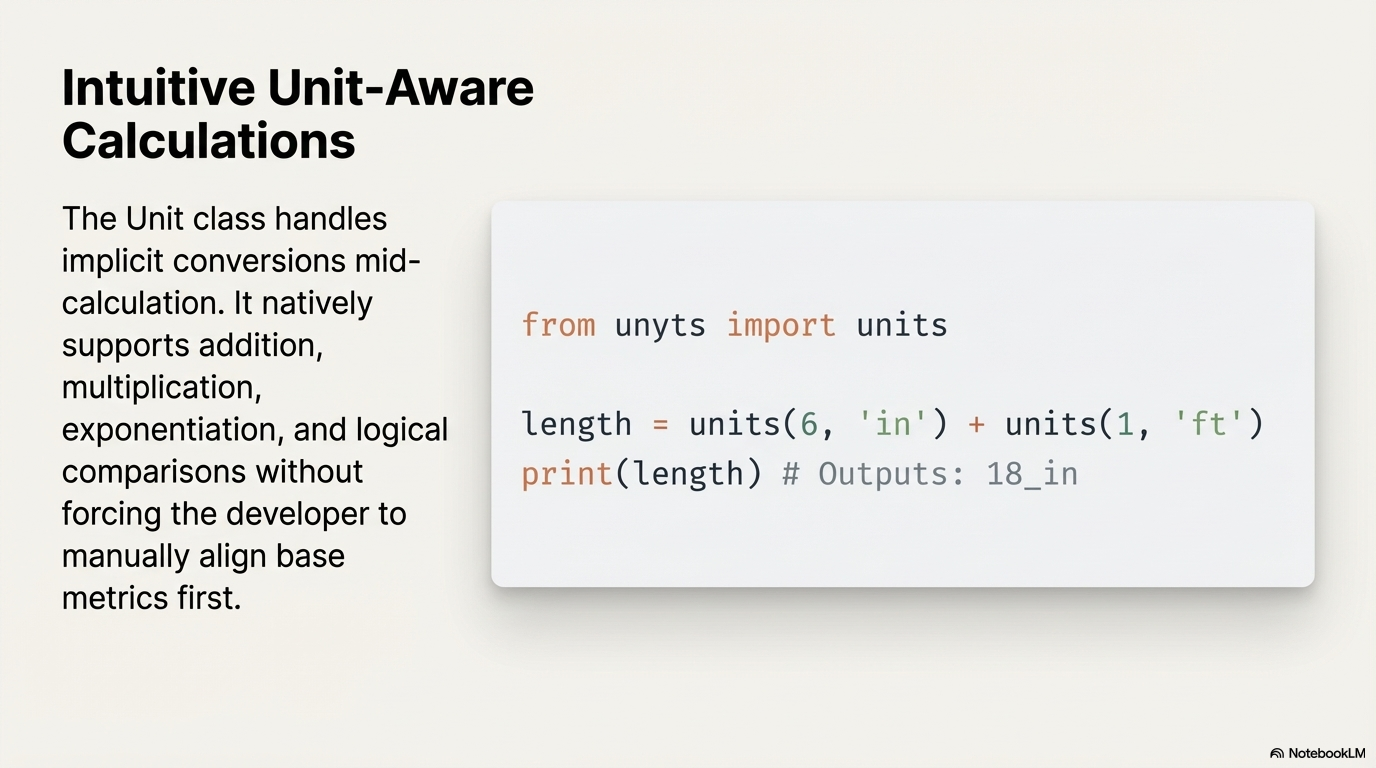 Intuitive Unit-Aware
Calculations
The Unit class handles
implicit conversions mid-
calculation. It natively
supports addition,
multiplication,
exponentiation, and logical
comparisons without
forcing the developer to
manually align base
metrics first.
from unyts import units
length = units(6, 'in') + units(1, 'ft')
print(length) # Outputs: 18_in
NotebookLM